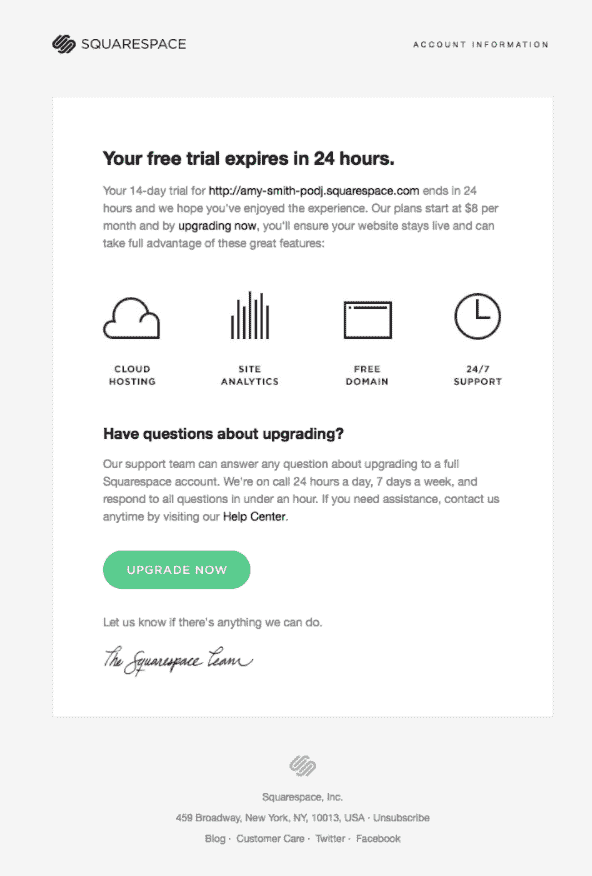 SQUARESPACE
ACCOUNT INFORMATION
Your free trial expires in 24 hours.
Your 14-day trial for http://amy-smith-podj.squarespace.com ends in 24
hours and we hope you've enjoyed the experience. Our plans start at $8 per
month and by upgrading now, you'll ensure your website stays live and can
take full advantage of these great features:
CLOUD
HOSTING
SITE
ANALYTICS
FREE
DOMAIN
24/7
SUPPORT
Have questions about upgrading?
Our support team can answer any question about upgrading to a full
Squarespace account. We're on call 24 hours a day, 7 days a week, and
respond to all questions in under an hour. If you need assistance, contact us
anytime by visiting our Help Center.
UPGRADE NOW
Let us know if there's anything we can do.
The Squarespace Team
Squarespace, Inc.
459 Broadway, New York, NY, 10013, USA · Unsubscribe
Blog · Customer Care · Twitter · Facebook